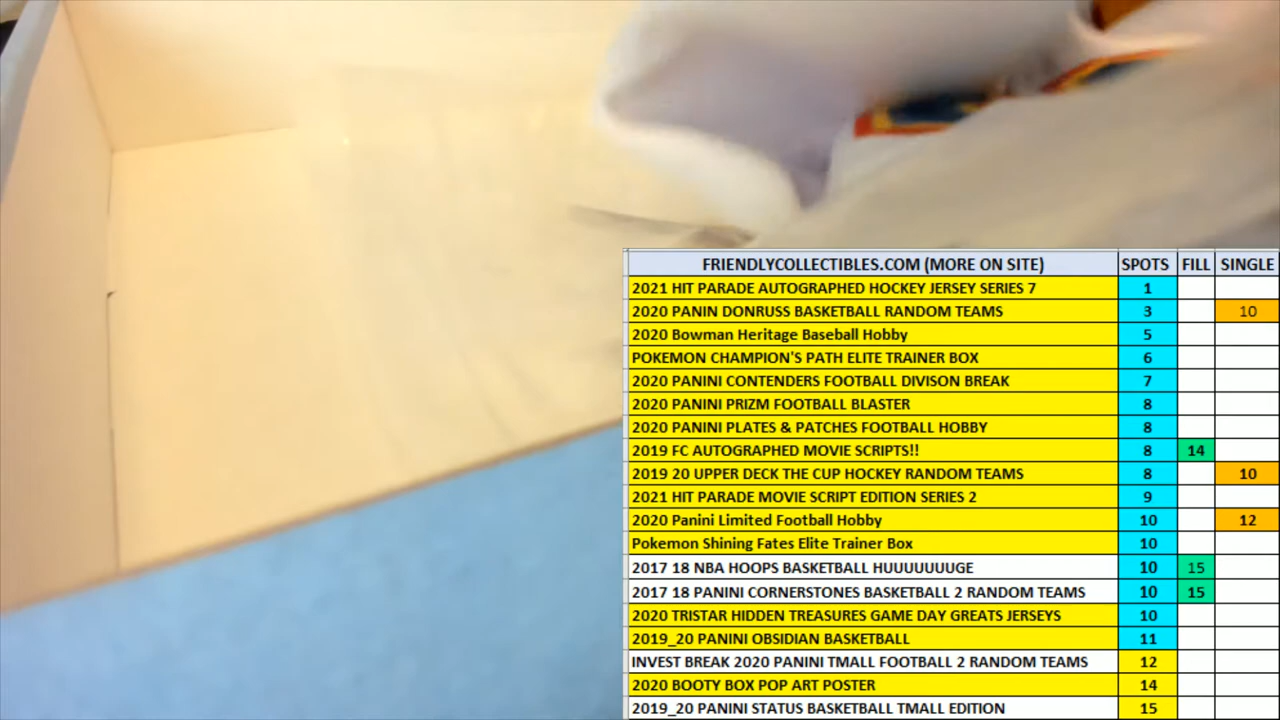 FRIENDLYCOLLECTIBLES.COM (MORE ON SITE) SPOTS FILL SINGLE
2021 HIT PARADE AUTOGRAPHED HOCKEY JERSEY SERIES 7 1
2020 PANIN DONRUSS BASKETBALL RANDOM TEAMS 3 10
2020 Bowman Heritage Baseball Hobby 5
POKEMON CHAMPION'S PATH ELITE TRAINER BOX 6
2020 PANINI CONTENDERS FOOTBALL DIVISON BREAK 7
2020 PANINI PRIZM FOOTBALL BLASTER 8
2020 PANINI PLATES & PATCHES FOOTBALL HOBBY 8
2019 FC AUTOGRAPHED MOVIE SCRIPTS!! 8 14
2019 20 UPPER DECK THE CUP HOCKEY RANDOM TEAMS 8 10
2021 HIT PARADE MOVIE SCRIPT EDITION SERIES 2 9
2020 Panini Limited Football Hobby 10 12
Pokemon Shining Fates Elite Trainer Box 10
2017 18 NBA HOOPS BASKETBALL HUUUUUUUGE 10 15
2017 18 PANINI CORNERSTONES BASKETBALL 2 RANDOM TEAMS 10 15
2020 TRISTAR HIDDEN TREASURES GAME DAY GREATS JERSEYS 10
2019_20 PANINI OBSIDIAN BASKETBALL 11
INVEST BREAK 2020 PANINI TMALL FOOTBALL 2 RANDOM TEAMS 12
2020 BOOTY BOX POP ART POSTER 14
2019_20 PANINI STATUS BASKETBALL TMALL EDITION 15